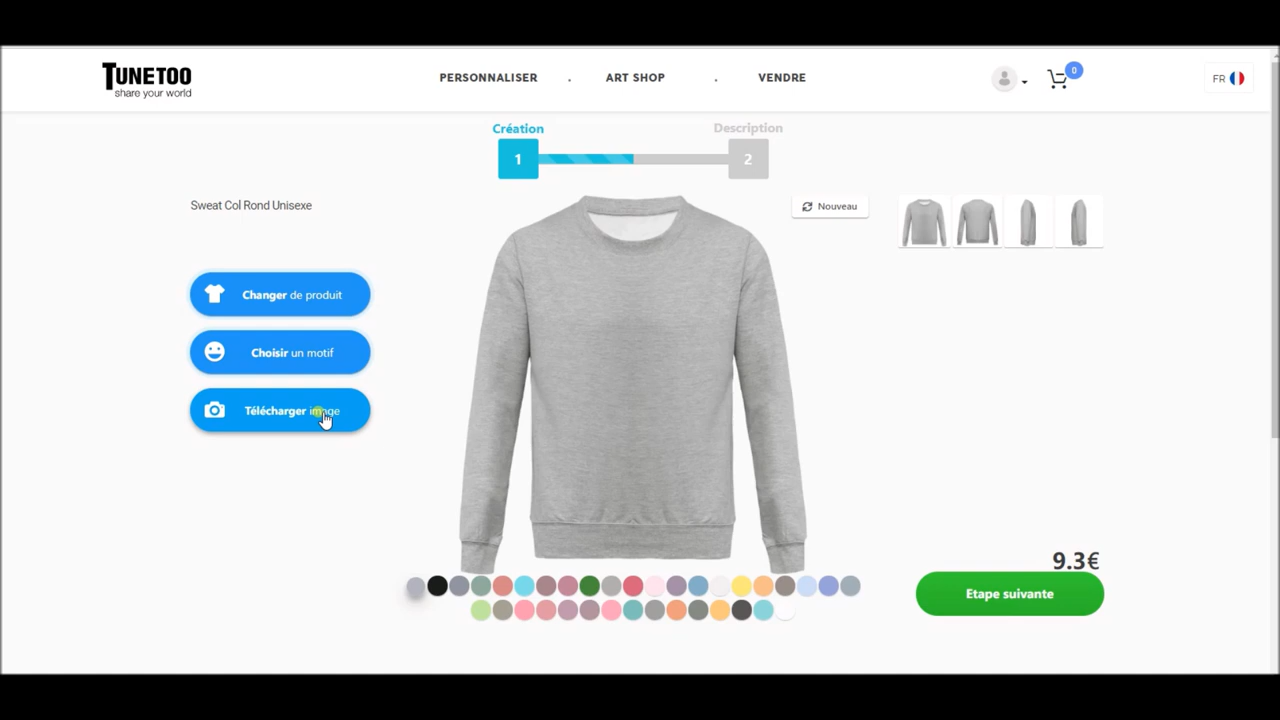 TUNETOO
share your world
PERSONNALISER . ART SHOP . VENDRE
0
FR
Création
Description
1
2
Sweat Col Rond Unisexe
Nouveau
Changer de produit
Choisir un motif
Télécharger image
9.3€
Etape suivante